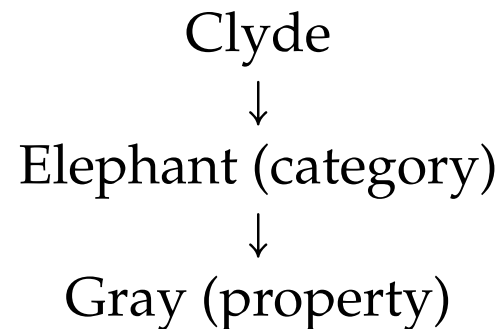 Clyde
↓
Elephant (category)
↓
Gray (property)